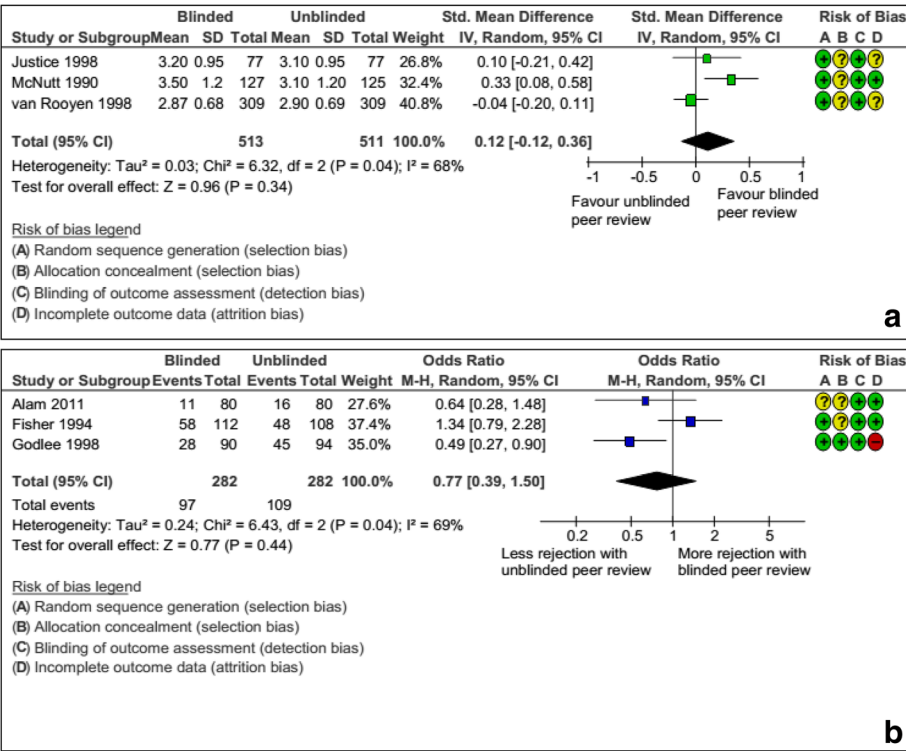 Blinded Unblinded Std. Mean Difference Std. Mean Difference Risk of Bias
Study or Subgroup Mean SD Total Mean SD Total Weight IV, Random, 95% CI IV, Random, 95% CI A B C D
Justice 1998 3.20 0.95 77 3.10 0.95 77 26.8% 0.10 [-0.21, 0.42] + ? + ?
McNutt 1990 3.50 1.2 127 3.10 1.20 125 32.4% 0.33 [0.08, 0.58] + ? + +
van Rooyen 1998 2.87 0.68 309 2.90 0.69 309 40.8% -0.04 [-0.20, 0.11] + ? + ?
Total (95% CI) 513 511 100.0% 0.12 [-0.12, 0.36]
Heterogeneity: Tau² = 0.03; Chi² = 6.32, df = 2 (P = 0.04); I² = 68%
Test for overall effect: Z = 0.96 (P = 0.34)
-1 -0.5 0 0.5 1
Favour unblinded peer review
Favour blinded peer review
Risk of bias legend
(A) Random sequence generation (selection bias)
(B) Allocation concealment (selection bias)
(C) Blinding of outcome assessment (detection bias)
(D) Incomplete outcome data (attrition bias)
a
Blinded Unblinded Odds Ratio Odds Ratio Risk of Bias
Study or Subgroup Events Total Events Total Weight M-H, Random, 95% CI M-H, Random, 95% CI A B C D
Alam 2011 11 80 16 80 27.6% 0.64 [0.28, 1.48] ? ? + +
Fisher 1994 58 112 48 108 37.4% 1.34 [0.79, 2.28] + ? + +
Godlee 1998 28 90 45 94 35.0% 0.49 [0.27, 0.90] + + + −
Total (95% CI) 282 282 100.0% 0.77 [0.39, 1.50]
Total events 97 109
Heterogeneity: Tau² = 0.24; Chi² = 6.43, df = 2 (P = 0.04); I² = 69%
Test for overall effect: Z = 0.77 (P = 0.44)
0.2 0.5 1 2 5
Less rejection with unblinded peer review
More rejection with blinded peer review
Risk of bias legend
(A) Random sequence generation (selection bias)
(B) Allocation concealment (selection bias)
(C) Blinding of outcome assessment (detection bias)
(D) Incomplete outcome data (attrition bias)
b